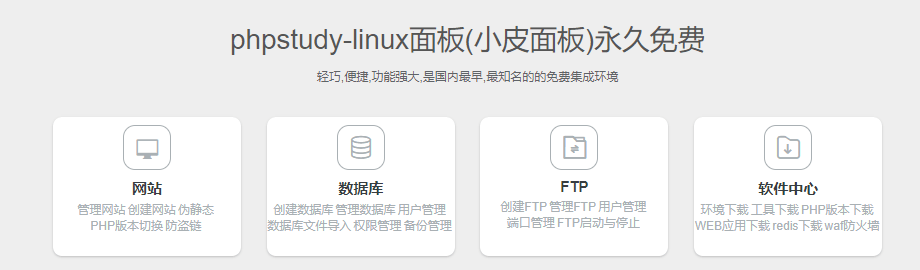 phpstudy-linux面板(小皮面板)永久免费
轻巧,便捷,功能强大,是国内最早,最知名的的免费集成环境
网站
管理网站 创建网站 伪静态
PHP版本切换 防盗链
数据库
创建数据库 管理数据库 用户管理
数据库文件导入 权限管理 备份管理
FTP
创建FTP 管理FTP 用户管理
端口管理 FTP启动与停止
软件中心
环境下载 工具下载 PHP版本下载
WEB应用下载 redis下载 waf防火墙